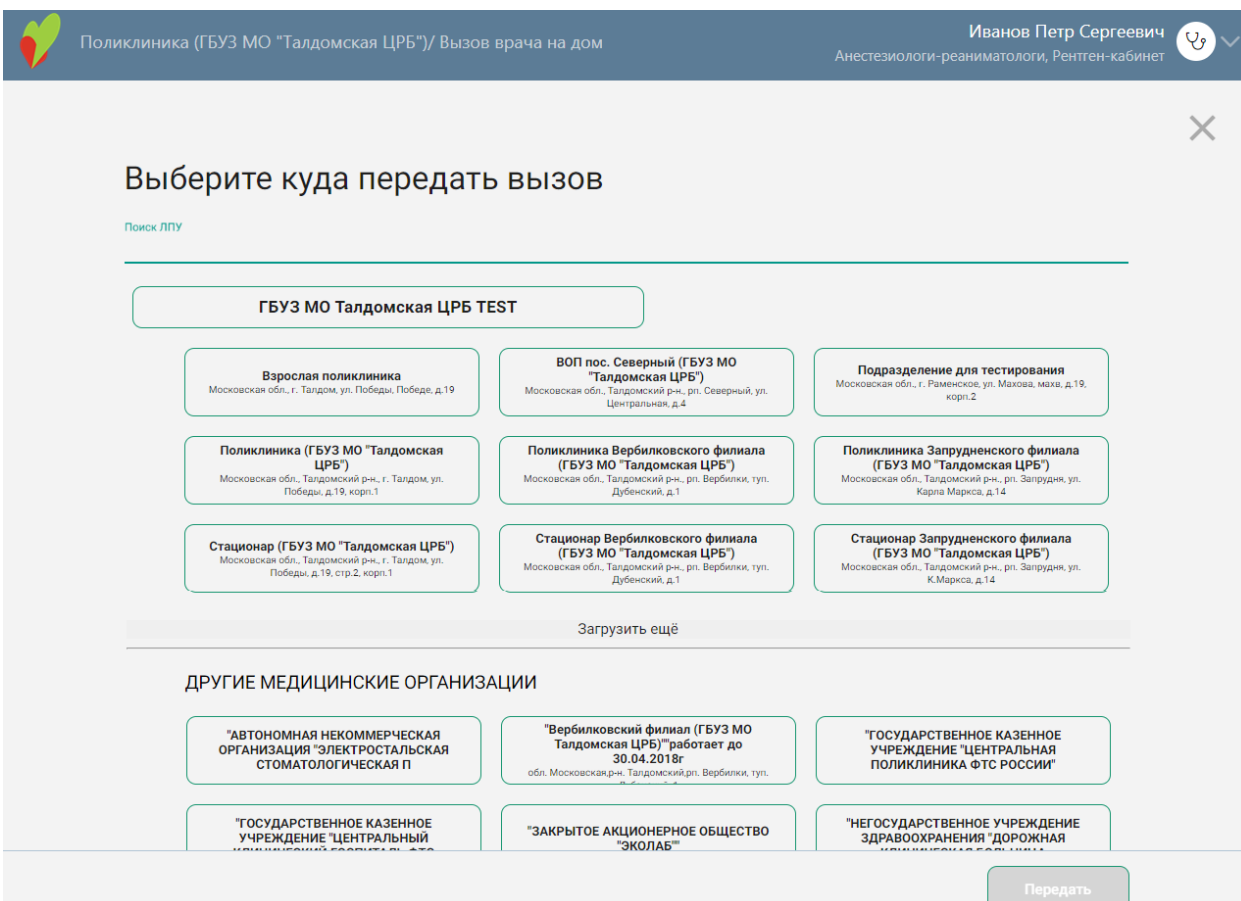 Поликлиника (ГБУЗ МО "Талдомская ЦРБ")/ Вызов врача на дом
Иванов Петр Сергеевич
Анестезиологи-реаниматологи, Рентген-кабинет
Выберите куда передать вызов
Поиск ЛПУ
ГБУЗ МО Талдомская ЦРБ TEST
Взрослая поликлиника
Московская обл., г. Талдом, ул. Победы, Победе, д.19
ВОП пос. Северный (ГБУЗ МО
"Талдомская ЦРБ")
Московская обл., Талдомский р-н., рп. Северный, ул.
Центральная, д.4
Подразделение для тестирования
Московская обл., г. Раменское, ул. Махова, махв, д.19,
корп.2
Поликлиника (ГБУЗ МО "Талдомская
ЦРБ")
Московская обл., Талдомский р-н., г. Талдом, ул.
Победы, д.19, корп.1
Поликлиника Вербилковского филиала
(ГБУЗ МО "Талдомская ЦРБ")
Московская обл., Талдомский р-н., рп. Вербилки, туп.
Дубенский, д.1
Поликлиника Запрудненского филиала
(ГБУЗ МО "Талдомская ЦРБ")
Московская обл., Талдомский р-н., рп. Запрудня, ул.
Карла Маркса, д.14
Стационар (ГБУЗ МО "Талдомская ЦРБ")
Московская обл., Талдомский р-н., г. Талдом, ул.
Победы, д.19, стр.2, корп.1
Стационар Вербилковского филиала
(ГБУЗ МО "Талдомская ЦРБ")
Московская обл., Талдомский р-н., рп. Вербилки, туп.
Дубенский, д.1
Стационар Запрудненского филиала
(ГБУЗ МО "Талдомская ЦРБ")
Московская обл., Талдомский р-н., рп. Запрудня, ул.
К.Маркса, д.14
Загрузить ещё
ДРУГИЕ МЕДИЦИНСКИЕ ОРГАНИЗАЦИИ
"АВТОНОМНАЯ НЕКОММЕРЧЕСКАЯ
ОРГАНИЗАЦИЯ "ЭЛЕКТРОСТАЛЬСКАЯ
СТОМАТОЛОГИЧЕСКАЯ П
"Вербилковский филиал (ГБУЗ МО
Талдомская ЦРБ)""работает до
30.04.2018г
обл. Московская,р-н. Талдомский,рп. Вербилки, туп.
"ГОСУДАРСТВЕННОЕ КАЗЕННОЕ
УЧРЕЖДЕНИЕ "ЦЕНТРАЛЬНАЯ
ПОЛИКЛИНИКА ФТС РОССИИ"
"ГОСУДАРСТВЕННОЕ КАЗЕННОЕ
УЧРЕЖДЕНИЕ "ЦЕНТРАЛЬНЫЙ
КЛИНИЧЕСКИЙ ГОСПИТАЛЬ ФТС
"ЗАКРЫТОЕ АКЦИОНЕРНОЕ ОБЩЕСТВО
"ЭКОЛАБ""
"НЕГОСУДАРСТВЕННОЕ УЧРЕЖДЕНИЕ
ЗДРАВООХРАНЕНИЯ "ДОРОЖНАЯ
КЛИНИЧЕСКАЯ БОЛЬНИЦА
Передать